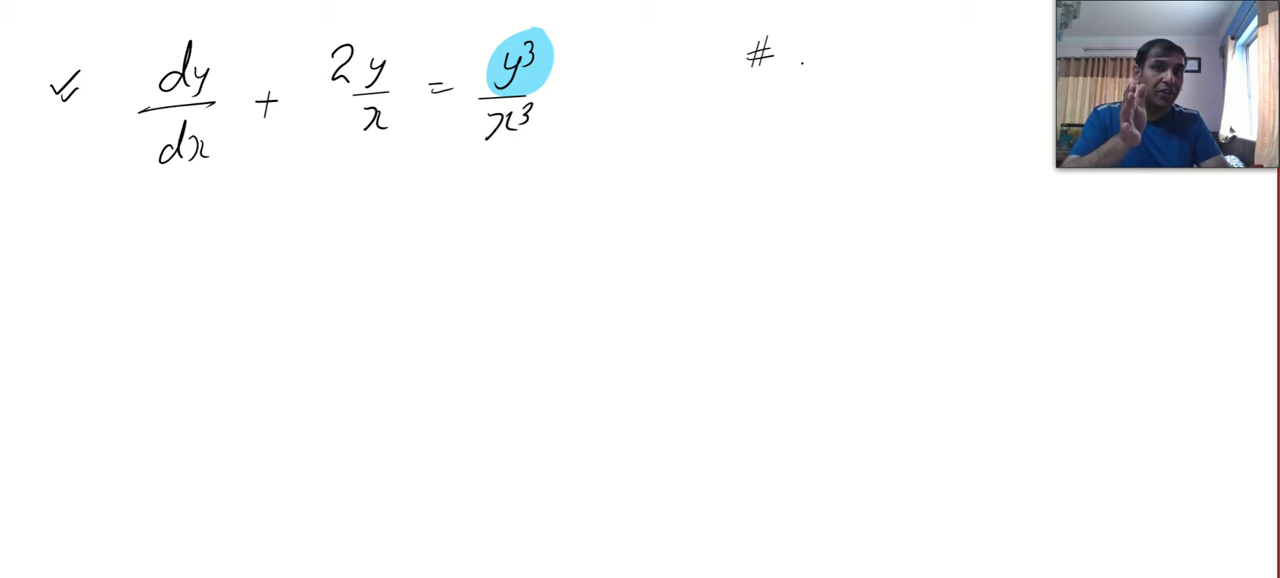 dy/dx + 2y/x = y³/x³
# .